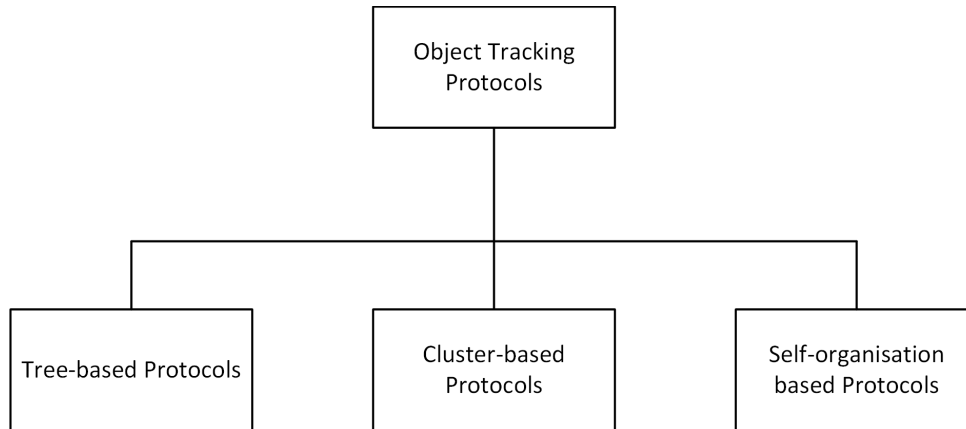 Object Tracking
Protocols
Tree-based Protocols
Cluster-based
Protocols
Self-organisation
based Protocols